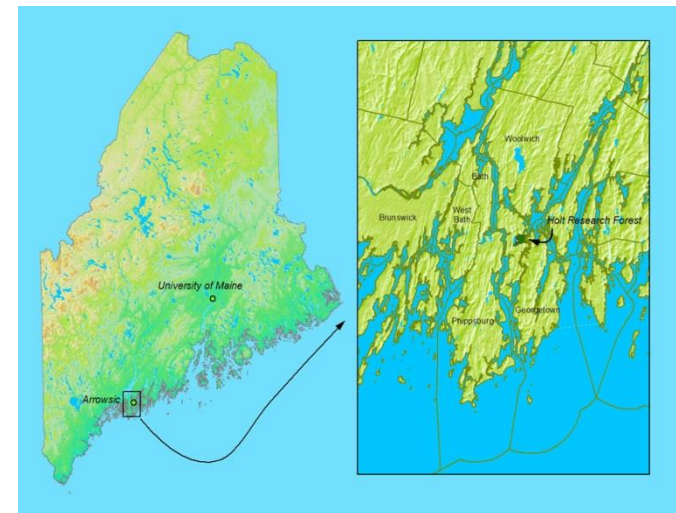 University of Maine
Arrowsic
Woolwich
Bath
Holt Research Forest
West
Bath
Brunswick
Georgetown
Phippsburg